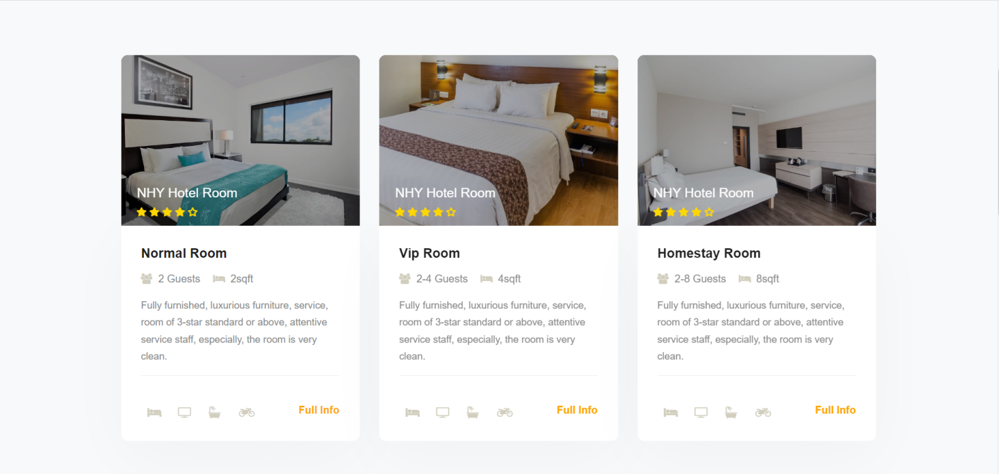 NHY Hotel Room
Normal Room
2 Guests 2sqft
Fully furnished, luxurious furniture, service,
room of 3-star standard or above, attentive
service staff, especially, the room is very
clean.
Full Info
NHY Hotel Room
Vip Room
2-4 Guests 4sqft
Fully furnished, luxurious furniture, service,
room of 3-star standard or above, attentive
service staff, especially, the room is very
clean.
Full Info
NHY Hotel Room
Homestay Room
2-8 Guests 8sqft
Fully furnished, luxurious furniture, service,
room of 3-star standard or above, attentive
service staff, especially, the room is very
clean.
Full Info